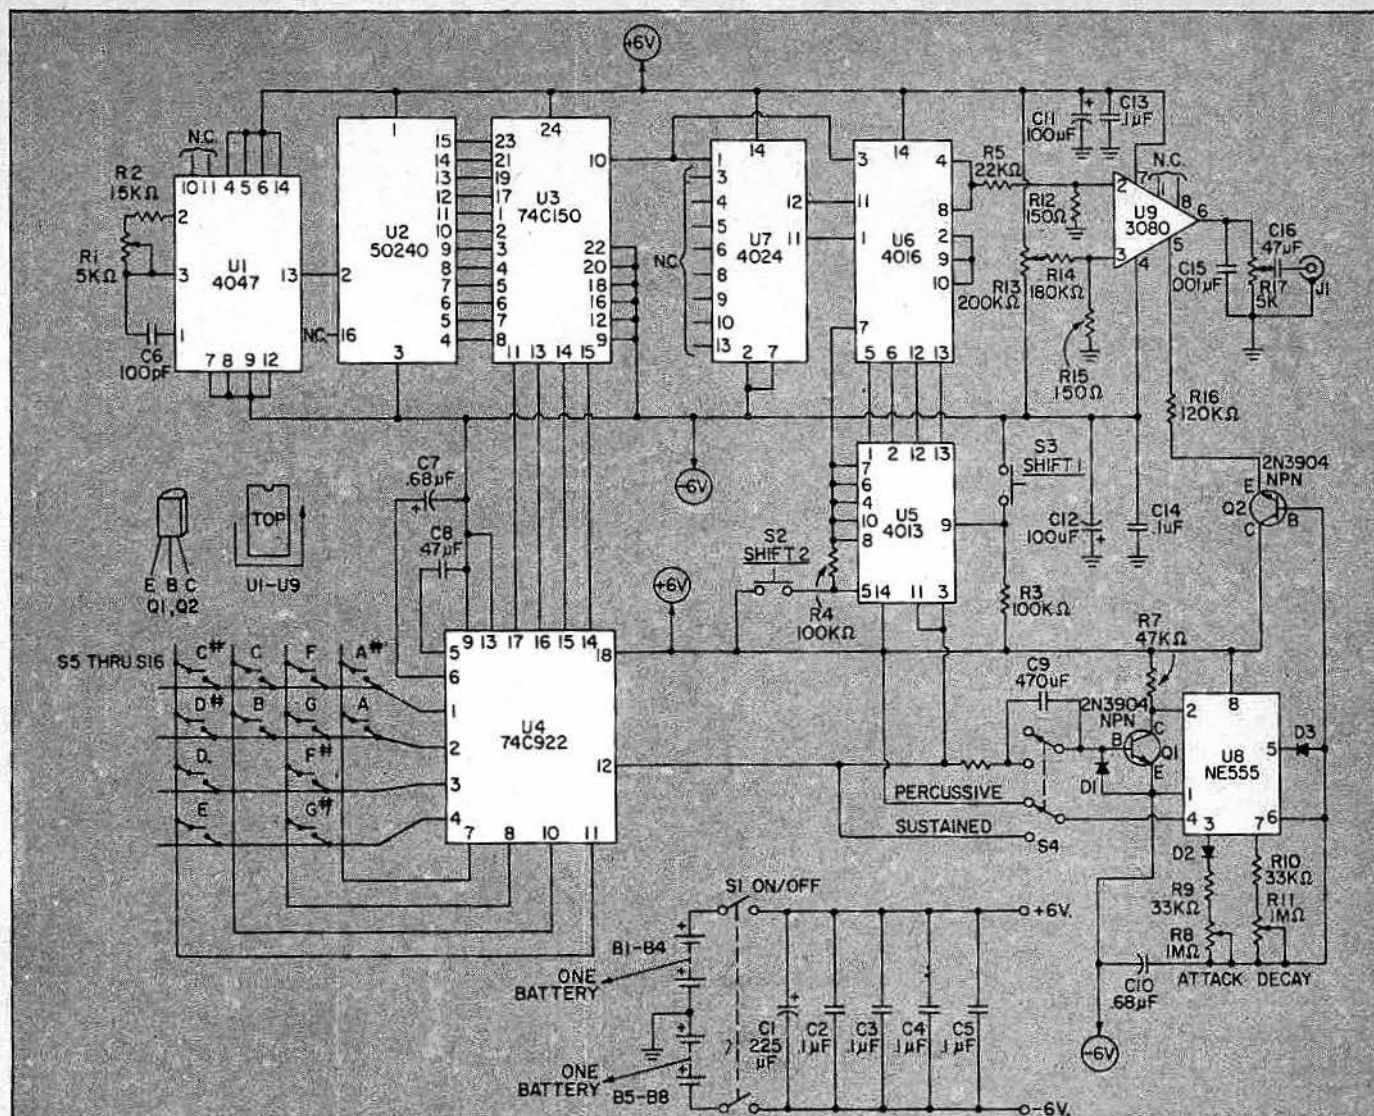 +6V
N.C.
10 11 4 5 6 14
R2
15KΩ
2
R1
5KΩ
3
U1
4047
13
1
C6
100pF
7 8 9 12
1
15
14
13
12
11
10
9
8
7
6
5
4
2
U2
50240
NC
16
3
24
23
21
19
17
1
2
3
4
5
6
7
8
10
U3
74C150
22
20
18
16
12
9
11 13 14 15
14
1
3
4
5
6
8
9
10
13
NC
12
11
U7
4024
2 7
14
3
11
1
U6
4016
4
8
2
9
10
7
5 6 12 13
R5
22KΩ
R12
150Ω
R13
200KΩ
R14
180KΩ
R15
150Ω
C11
100µF
+
C13
.1µF
N.C.
7
1
8
2
3
U9
3080
6
5
4
C15
.001µF
C16
.47µF
R17
5K
J1
R16
120KΩ
-6V
C7
.68µF
+
C8
.47µF
TOP
E B C
Q1, Q2
U1-U9
S2
SHIFT 2
+6V
1 2 12 13
7
6
4
10
8
U5
4013
9
5 14 11 3
R4
100KΩ
S3
SHIFT 1
R3
100KΩ
C12
100µF
+
C14
.1µF
2N3904
NPN
E
Q2
B
C
S5 THRU S16
C# C F A#
D# B G A
D F#
E G#
9 13 17 16 15 14
5
6
1
2
3
4
U4
74C922
18
12
7 8 10 11
R7
47KΩ
C9
470µF
2N3904
NPN
C
B
Q1
E
D1
PERCUSSIVE
SUSTAINED
S4
8
2
5
1
4
6
3 7
U8
NE555
D3
D2
R9
33KΩ
R10
33KΩ
R8
1MΩ
R11
1MΩ
ATTACK DECAY
C10
.68µF
-6V
S1 ON/OFF
+6V.
B1-B4
+
+
ONE
BATTERY
+
+
ONE
BATTERY
B5-B8
C1
225
µF
+
C2
.1µF
C3
.1µF
C4
.1µF
C5
.1µF
-6V.